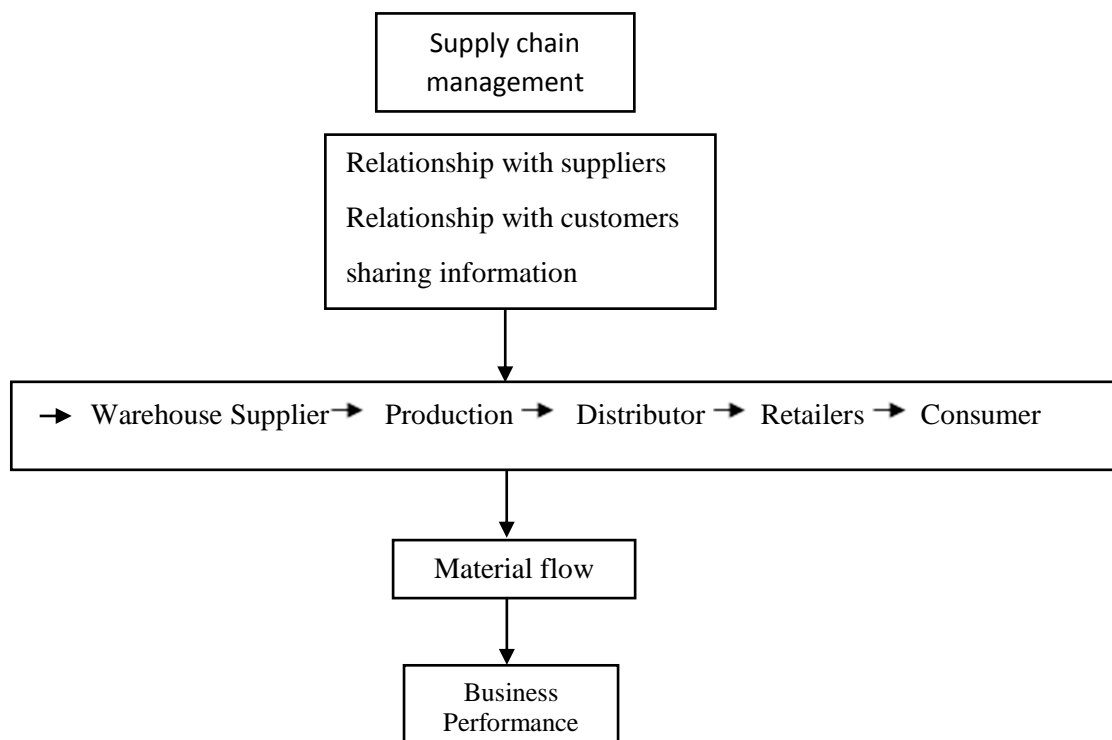 Supply chain
management
Relationship with suppliers
Relationship with customers
sharing information
→ Warehouse Supplier → Production → Distributor → Retailers → Consumer
Material flow
Business
Performance